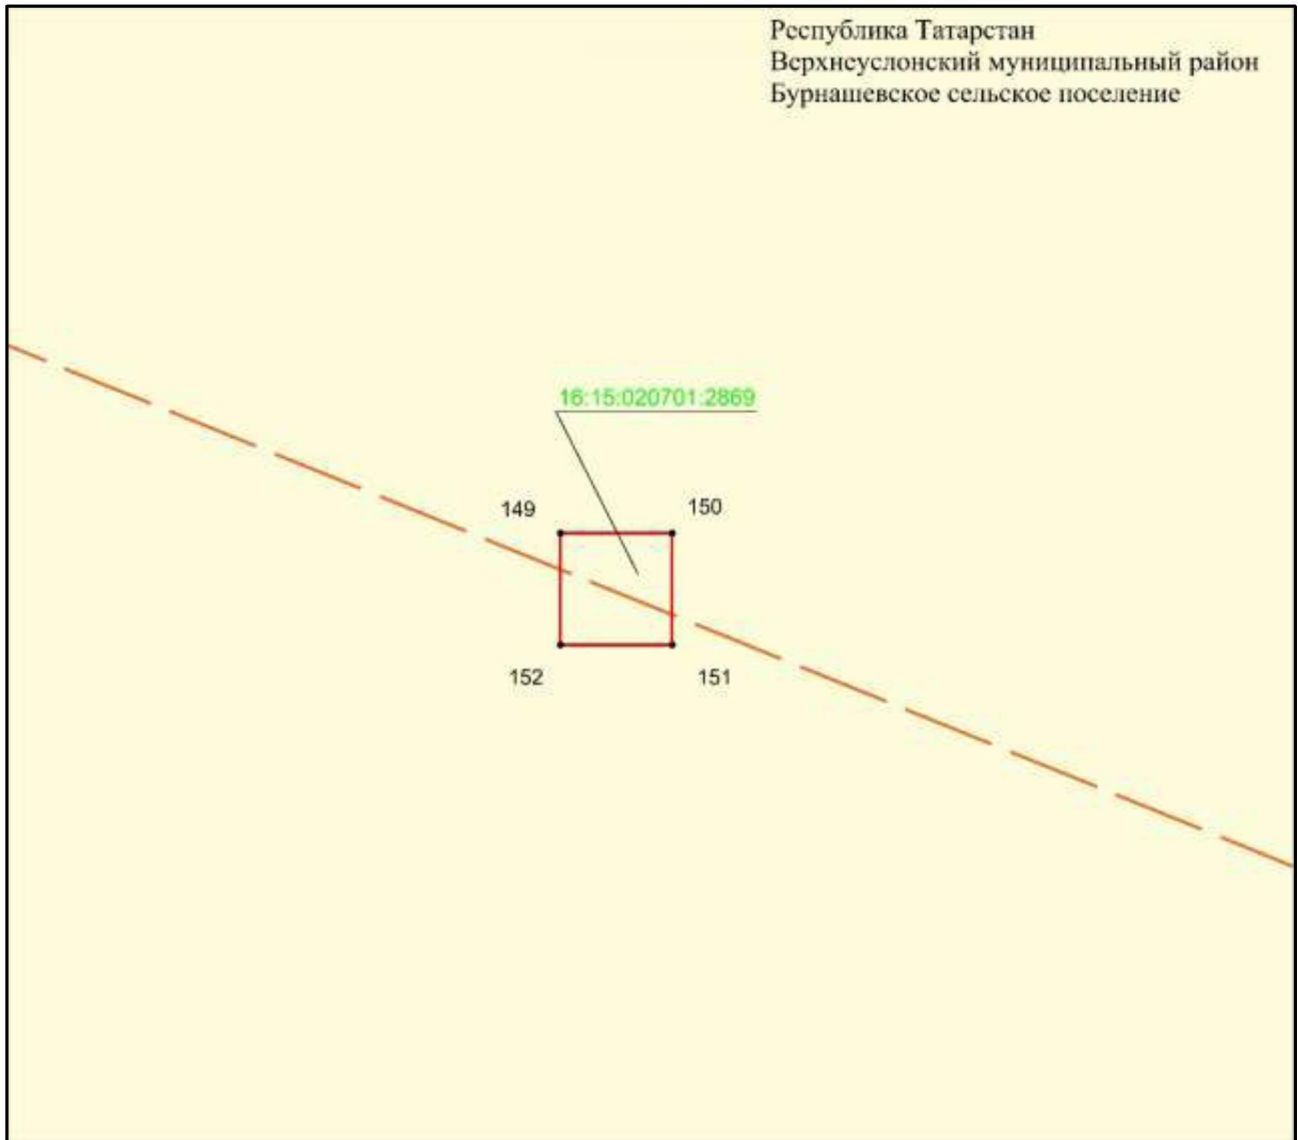 Республика Татарстан
Верхнеуслонский муниципальный район
Бурнашевское сельское поселение
16:15:020701:2869
149
150
152
151